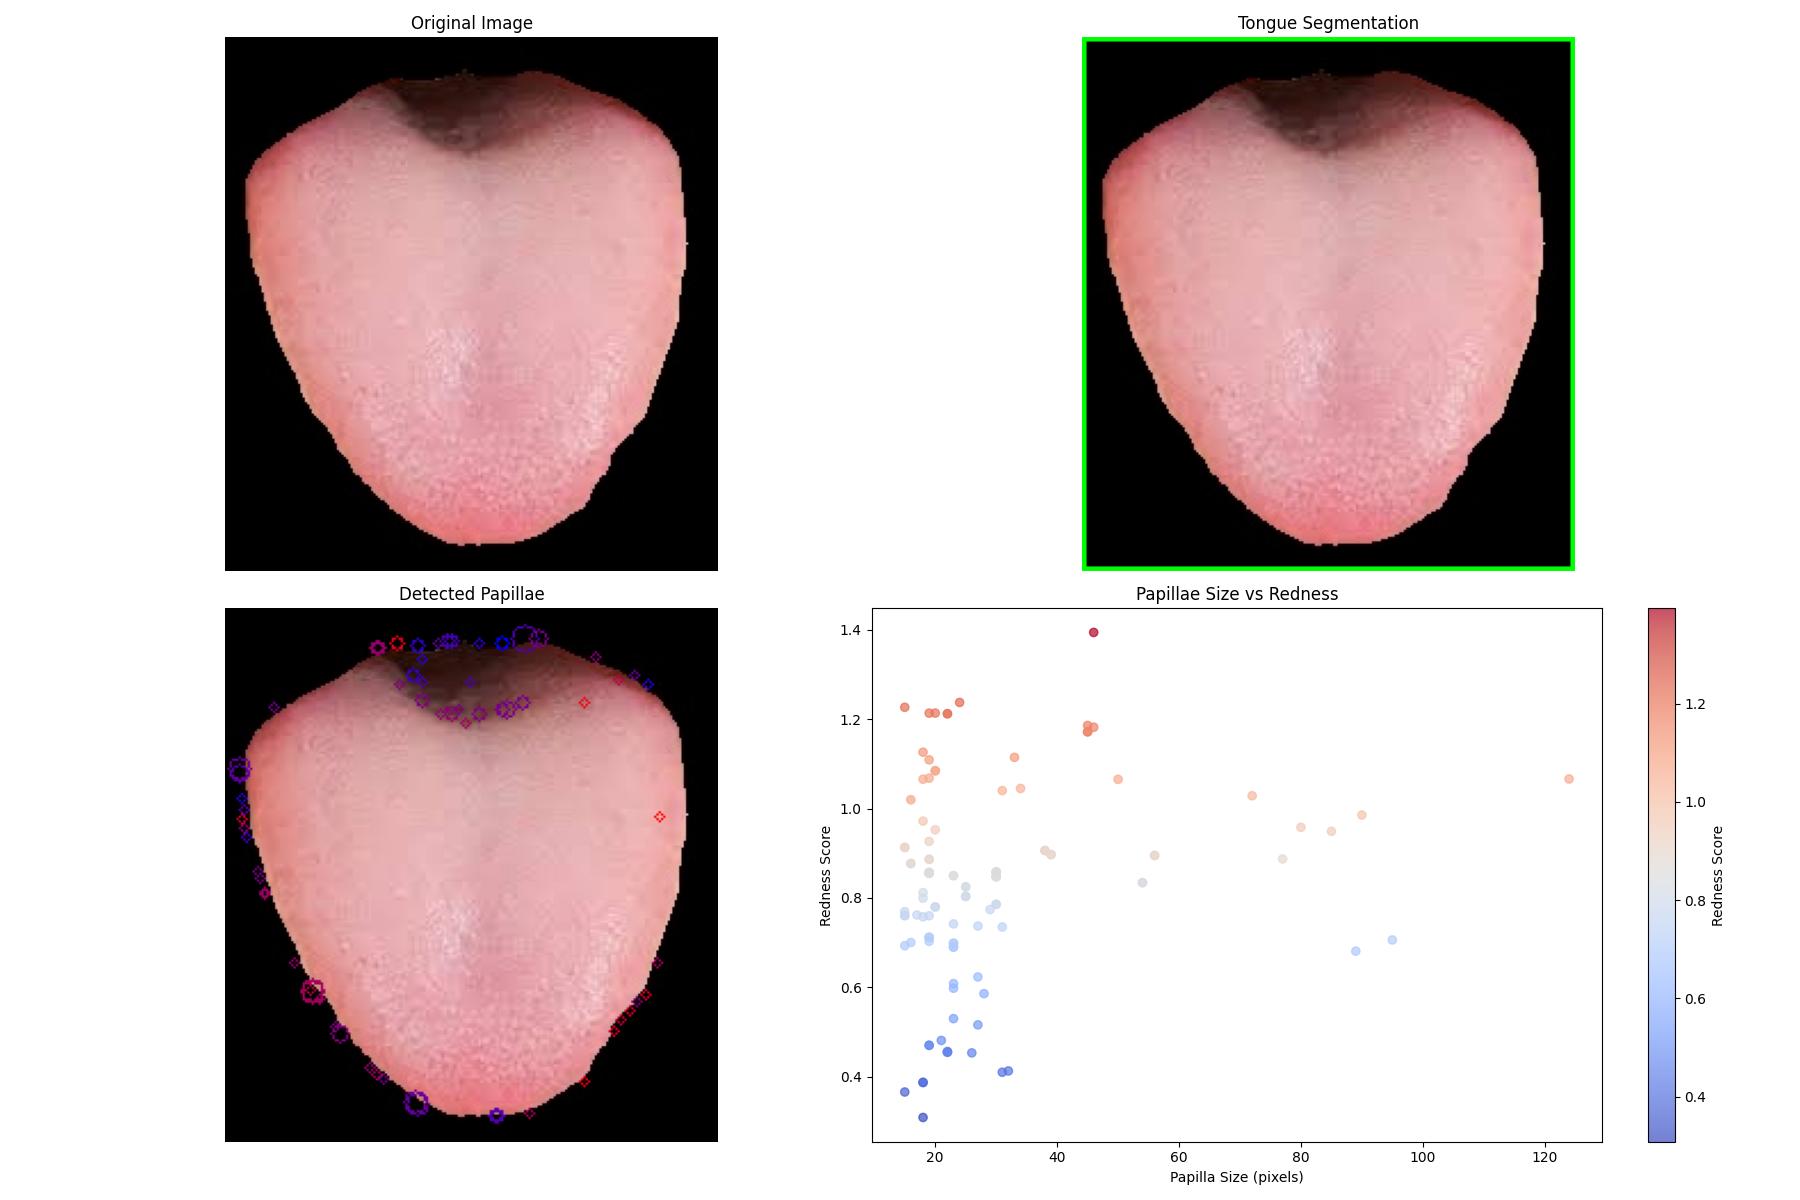 Original Image
Tongue Segmentation
Detected Papillae
Papillae Size vs Redness
1.4
1.2
1.0
0.8
0.6
0.4
Redness Score
20 40 60 80 100 120
Papilla Size (pixels)
1.2
1.0
0.8
0.6
0.4
Redness Score